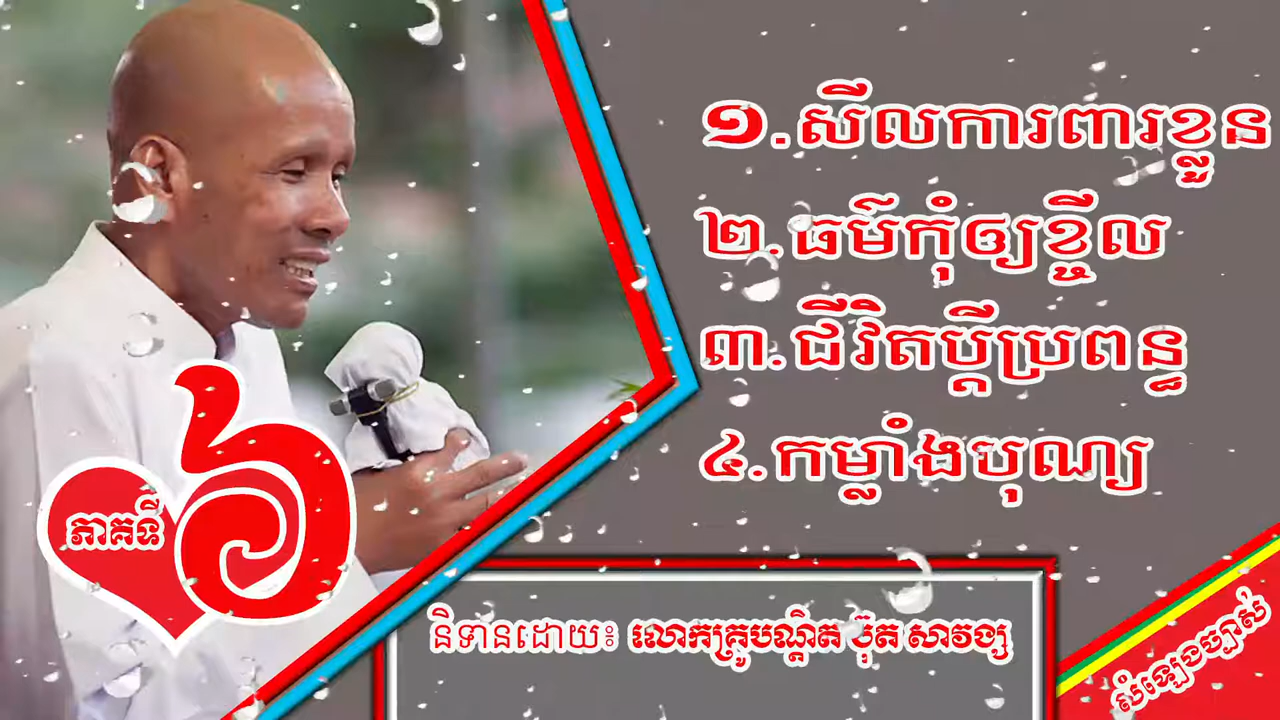 ១.សីលការពារខ្លួន
២.ធម៌កុំឲ្យខ្ចីល
៣.ជីវិតប្តីប្រពន្ធ
៤.កម្លាំងបុណ្យ
ភាគទី ៦
និទានដោយ៖ លោកគ្រូបណ្ឌិត ប៊ុត សាវង្ស
សំឡេងច្បាស់